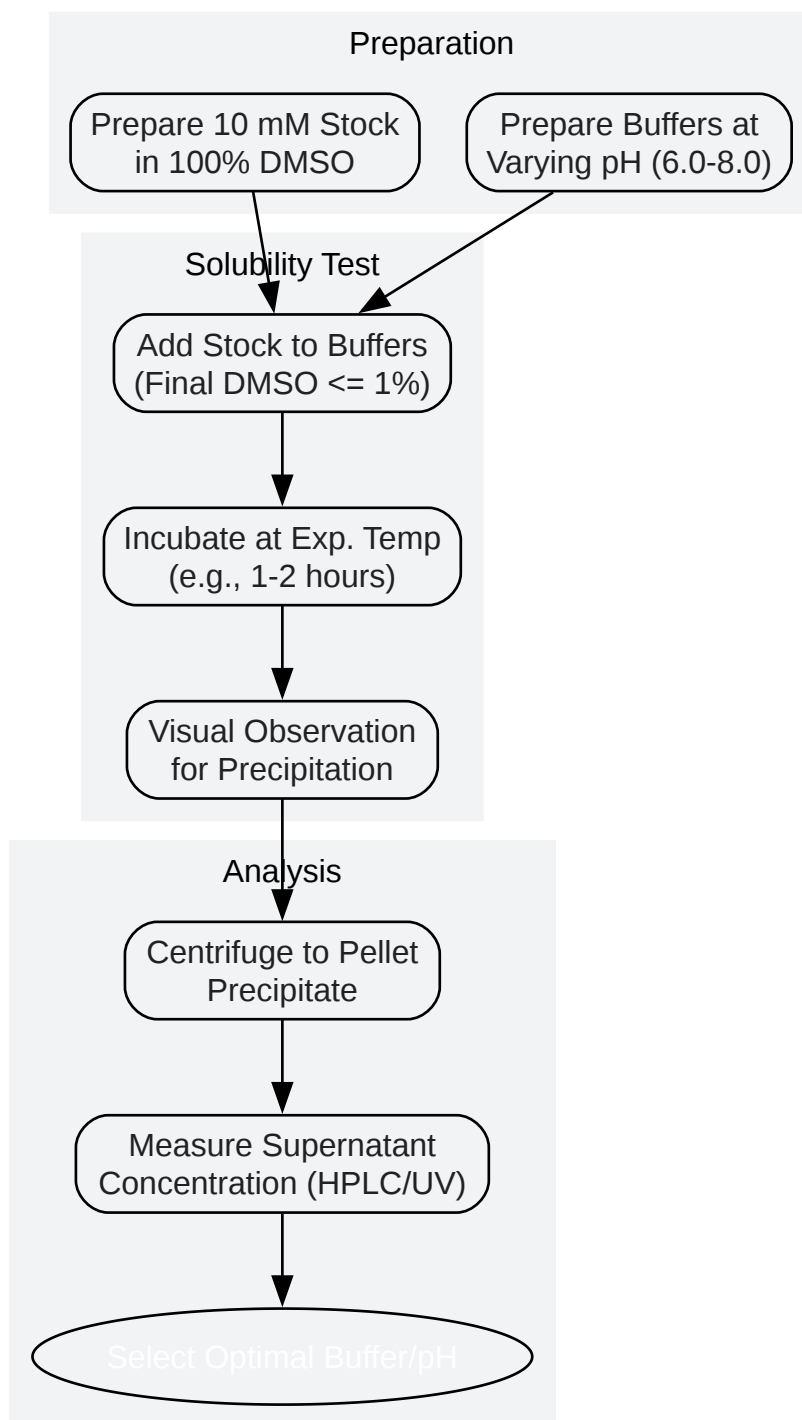 Preparation
Prepare 10 mM Stock
in 100% DMSO
Prepare Buffers at
Varying pH (6.0-8.0)
Solubility Test
Add Stock to Buffers
(Final DMSO <= 1%)
Incubate at Exp. Temp
(e.g., 1-2 hours)
Visual Observation
for Precipitation
Analysis
Centrifuge to Pellet
Precipitate
Measure Supernatant
Concentration (HPLC/UV)
Select Optimal Buffer/pH